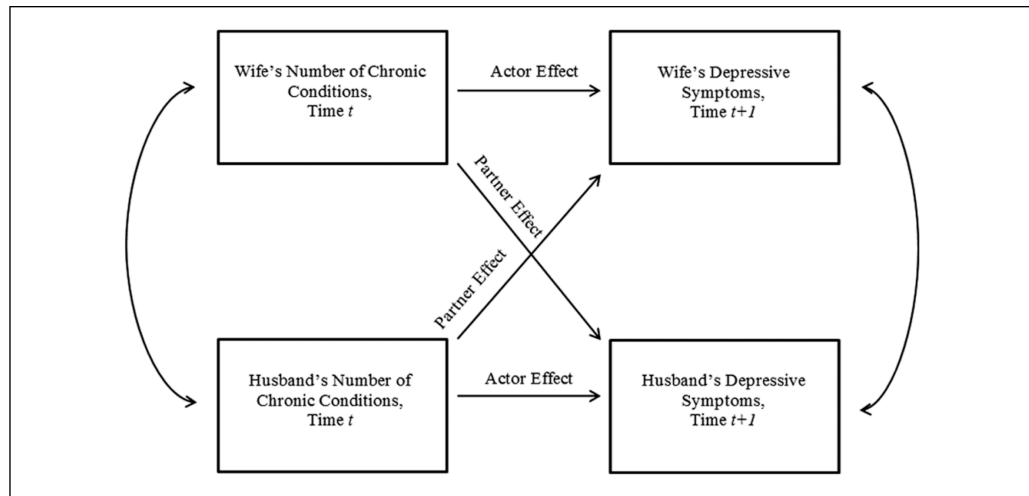 Wife's Number of Chronic
Conditions,
Time t
Actor Effect
Wife's Depressive
Symptoms,
Time t+1
Partner Effect
Partner Effect
Husband's Number of
Chronic Conditions,
Time t
Actor Effect
Husband's Depressive
Symptoms,
Time t+1